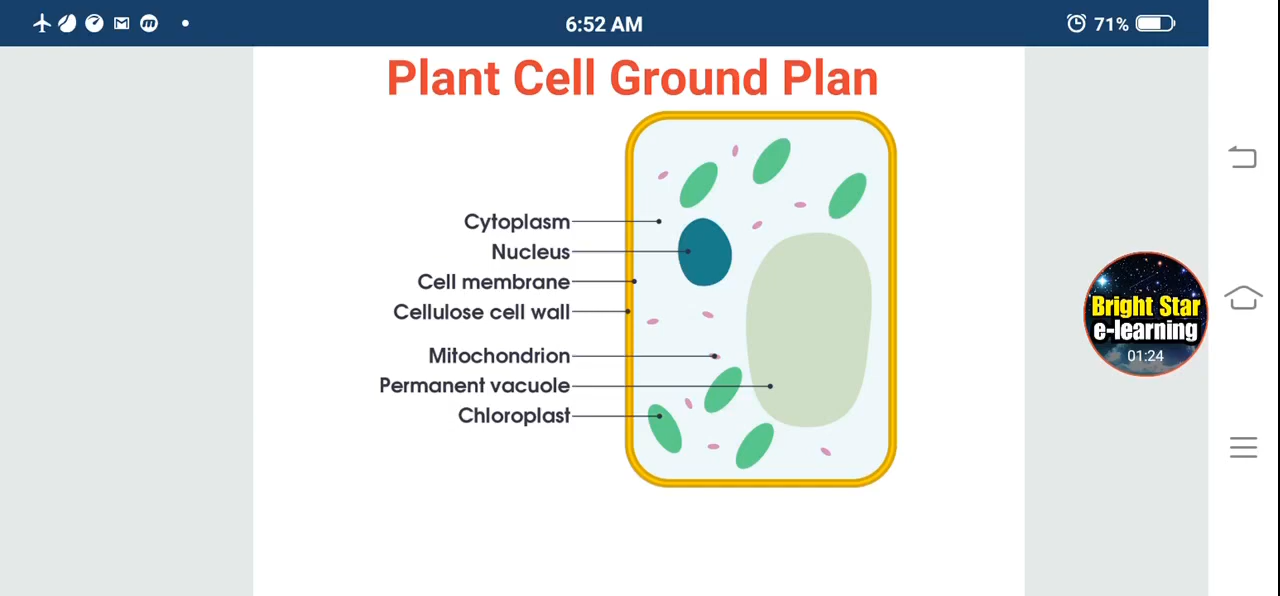 6:52 AM
71%
Plant Cell Ground Plan
Cytoplasm
Nucleus
Cell membrane
Cellulose cell wall
Mitochondrion
Permanent vacuole
Chloroplast
Bright Star
e-learning
01:24